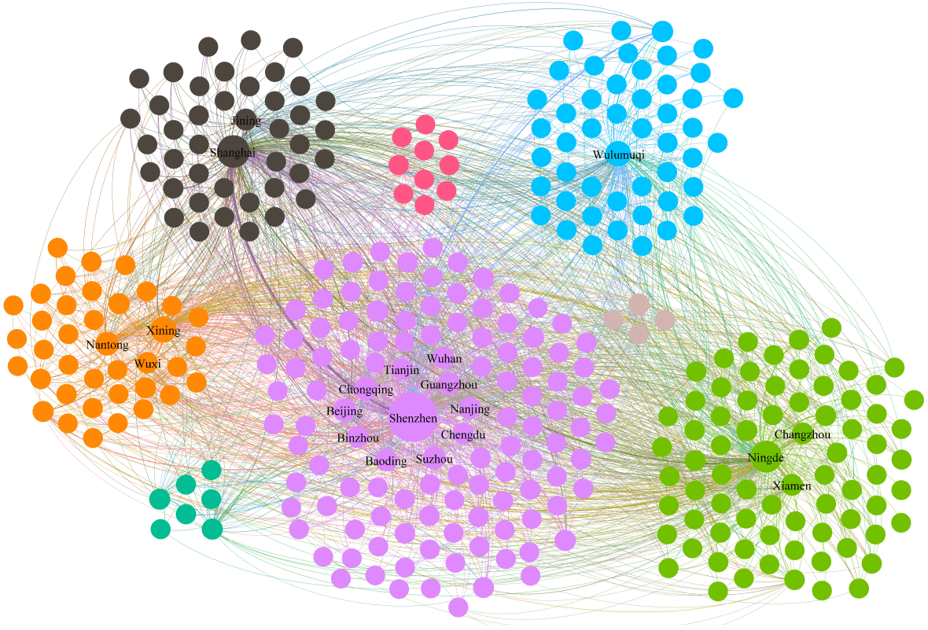 Jining
Shanghai
Wulumuqi
Xining
Nantong
Wuxi
Wuhan
Tianjin
Guangzhou
Chongqing
Nanjing
Beijing
Shenzhen
Chengdu
Binzhou
Suzhou
Baoding
Changzhou
Ningde
Xiamen